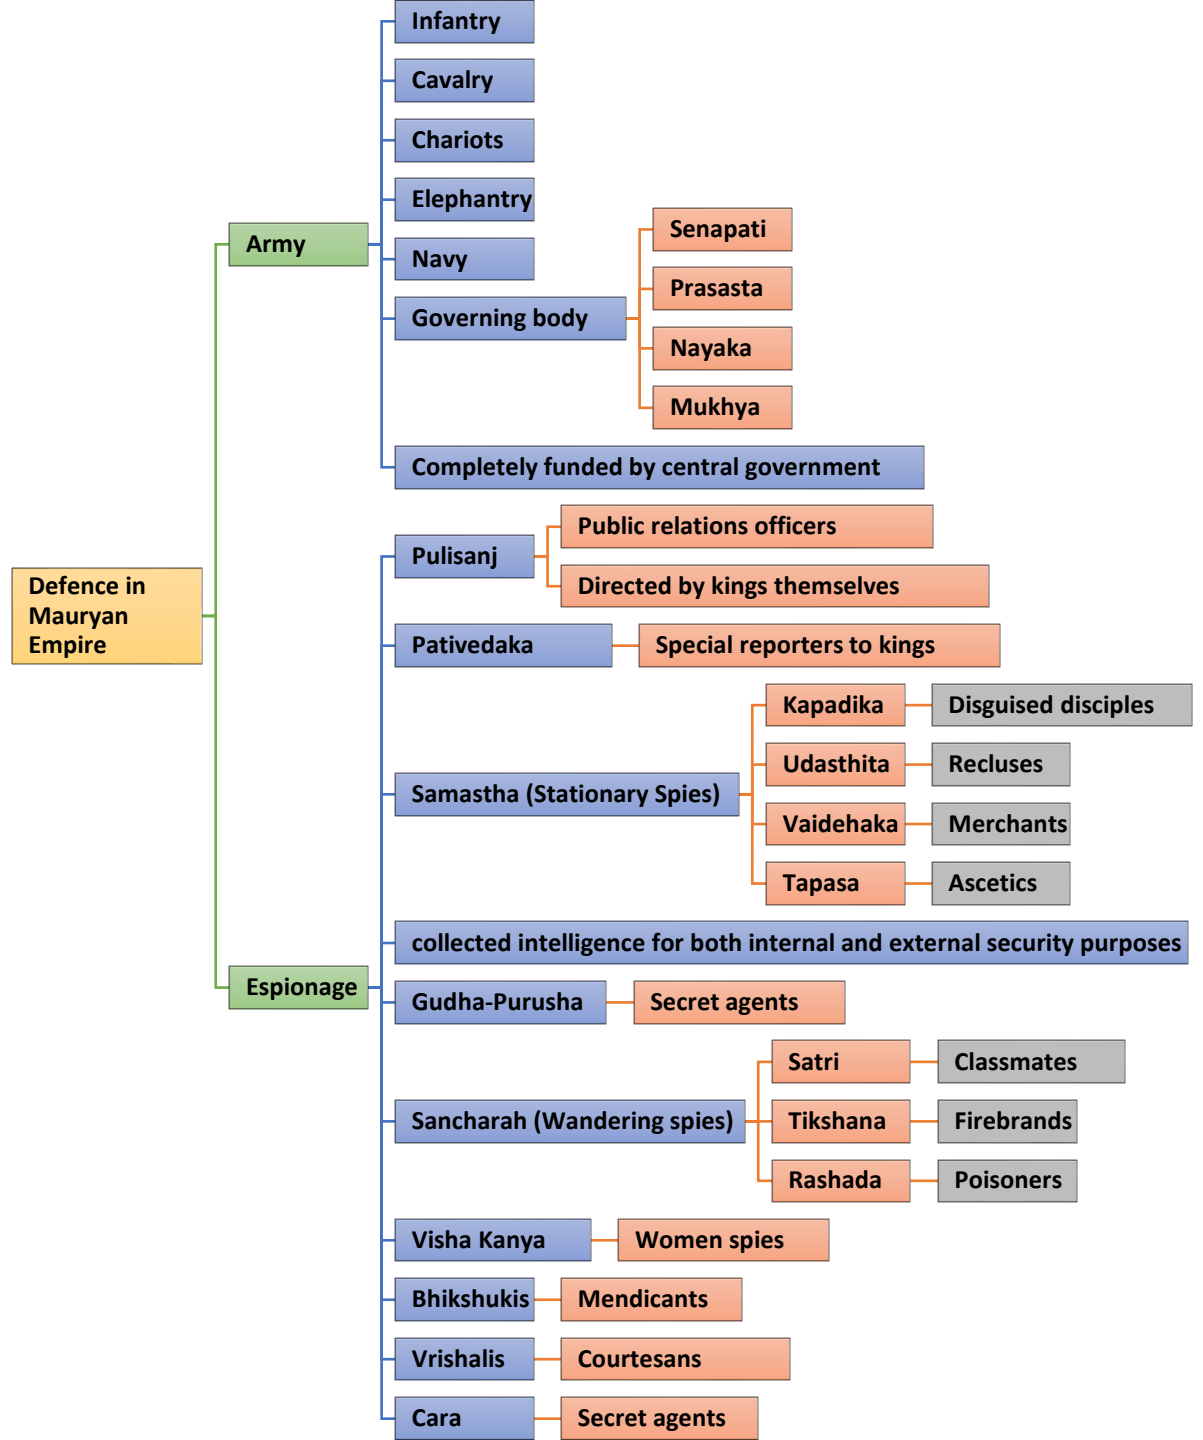 Defence in
Mauryan
Empire
Army
Infantry
Cavalry
Chariots
Elephantry
Navy
Governing body
Senapati
Prasasta
Nayaka
Mukhya
Completely funded by central government
Espionage
Pulisanj
Public relations officers
Directed by kings themselves
Pativedaka
Special reporters to kings
Samastha (Stationary Spies)
Kapadika
Disguised disciples
Udasthita
Recluses
Vaidehaka
Merchants
Tapasa
Ascetics
collected intelligence for both internal and external security purposes
Gudha-Purusha
Secret agents
Sancharah (Wandering spies)
Satri
Classmates
Tikshana
Firebrands
Rashada
Poisoners
Visha Kanya
Women spies
Bhikshukis
Mendicants
Vrishalis
Courtesans
Cara
Secret agents